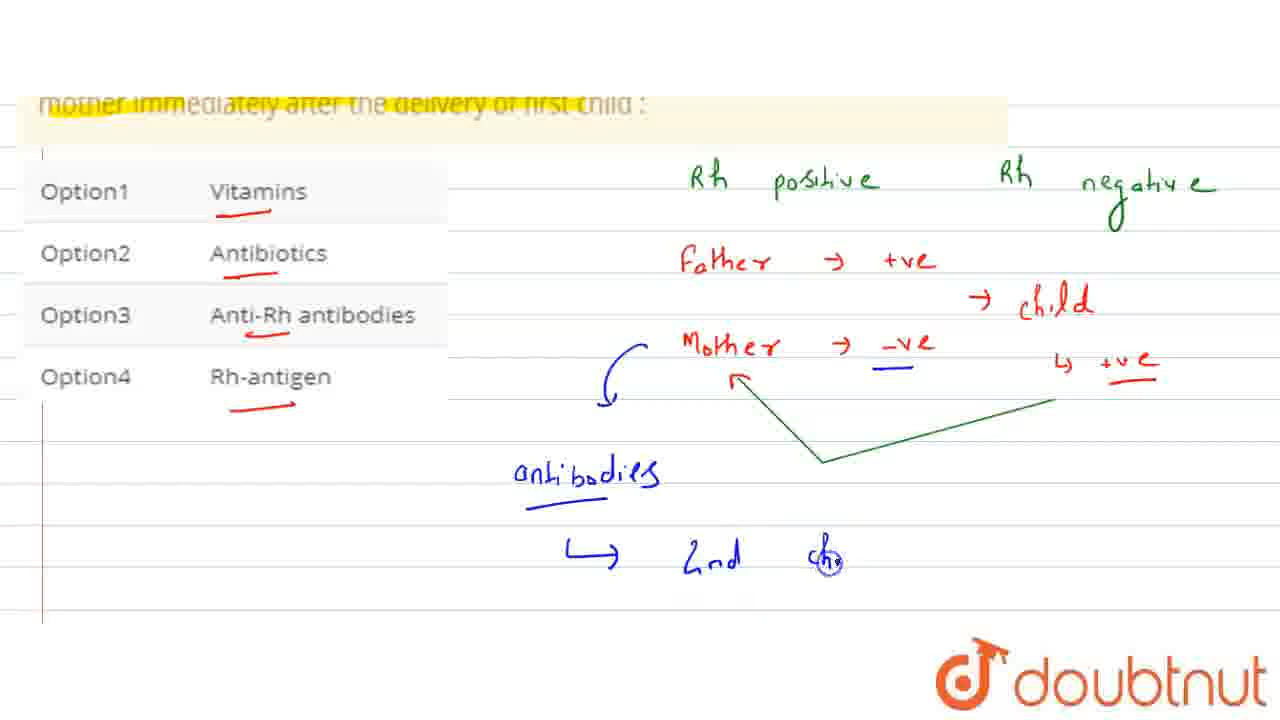 mother immediately after the delivery of first child :
Option1 Vitamins
Option2 Antibiotics
Option3 Anti-Rh antibodies
Option4 Rh-antigen
Rh positive Rh negative
Father → +ve
→ child
Mother → -ve
↳ +ve
antibodies
↳ 2nd ch
doubtnut